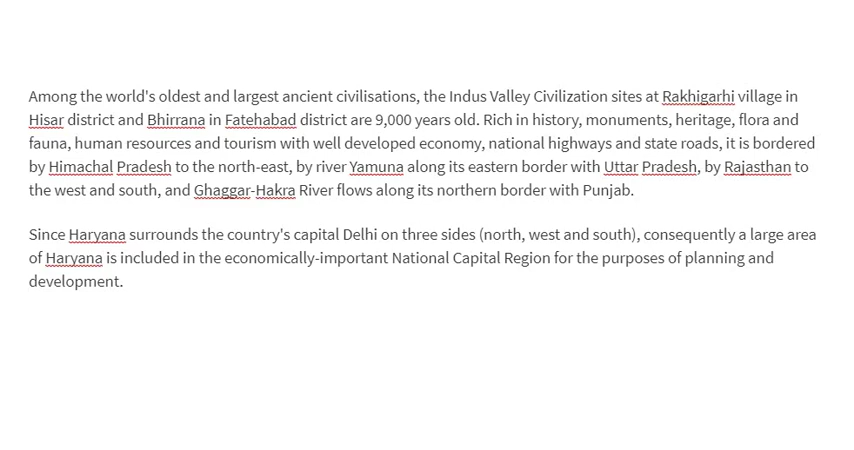 Among the world's oldest and largest ancient civilisations, the Indus Valley Civilization sites at Rakhigarhi village in
Hisar district and Bhirrana in Fatehabad district are 9,000 years old. Rich in history, monuments, heritage, flora and
fauna, human resources and tourism with well developed economy, national highways and state roads, it is bordered
by Himachal Pradesh to the north-east, by river Yamuna along its eastern border with Uttar Pradesh, by Rajasthan to
the west and south, and Ghaggar-Hakra River flows along its northern border with Punjab.
Since Haryana surrounds the country's capital Delhi on three sides (north, west and south), consequently a large area
of Haryana is included in the economically-important National Capital Region for the purposes of planning and
development.